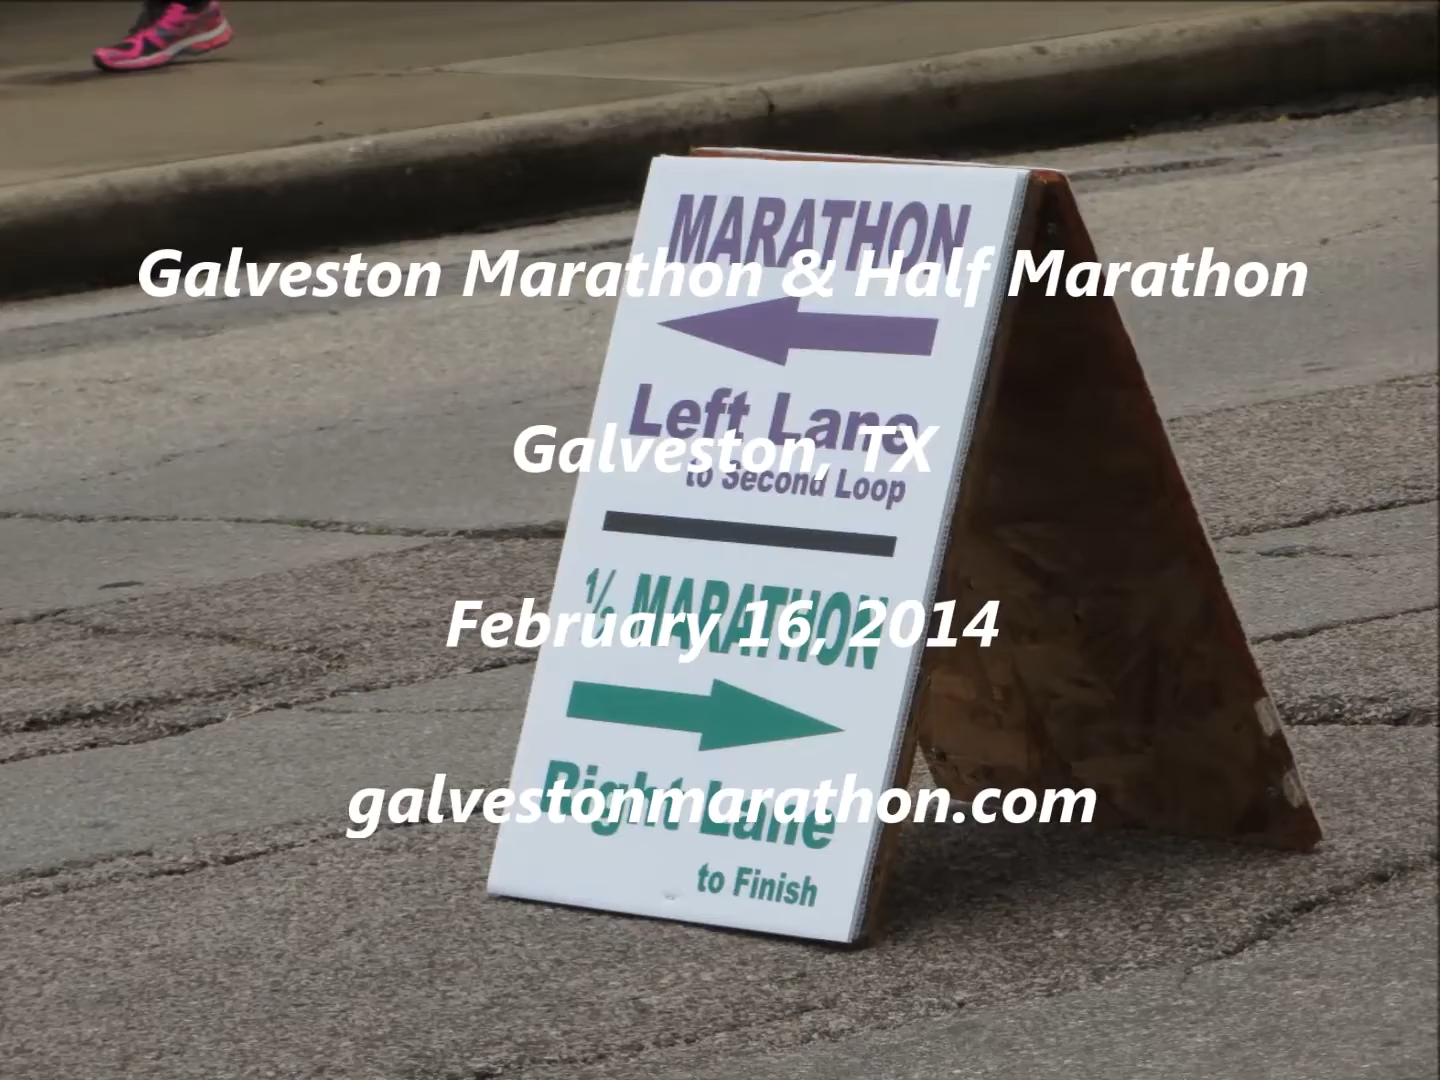 MARATHON
Galveston Marathon & Half Marathon
Left Lane
Galveston, TX
to Second Loop
½ MARATHON
February 16, 2014
Right Lane
galvestonmarathon.com
to Finish